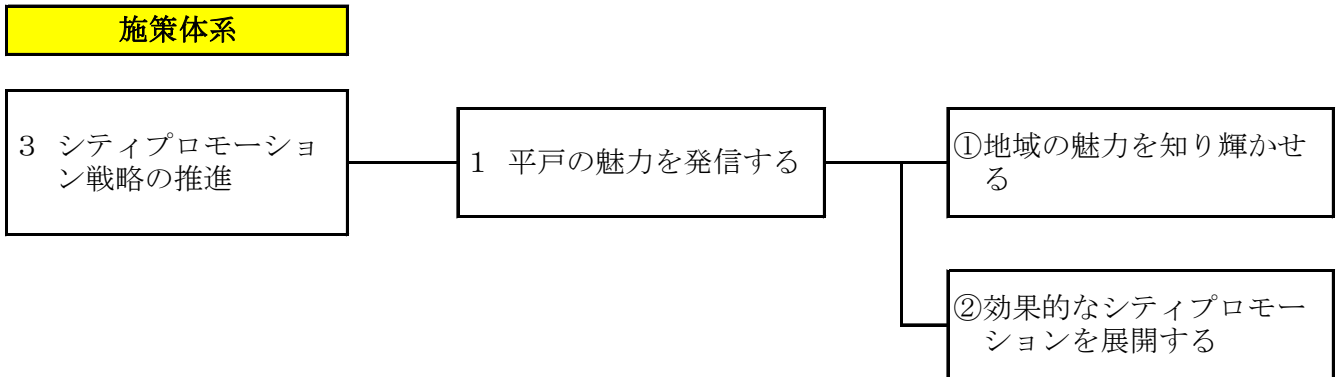 施策体系
3 シティプロモーショ
ン戦略の推進
1 平戸の魅力を発信する
①地域の魅力を知り輝かせ
る
②効果的なシティプロモー
ションを展開する